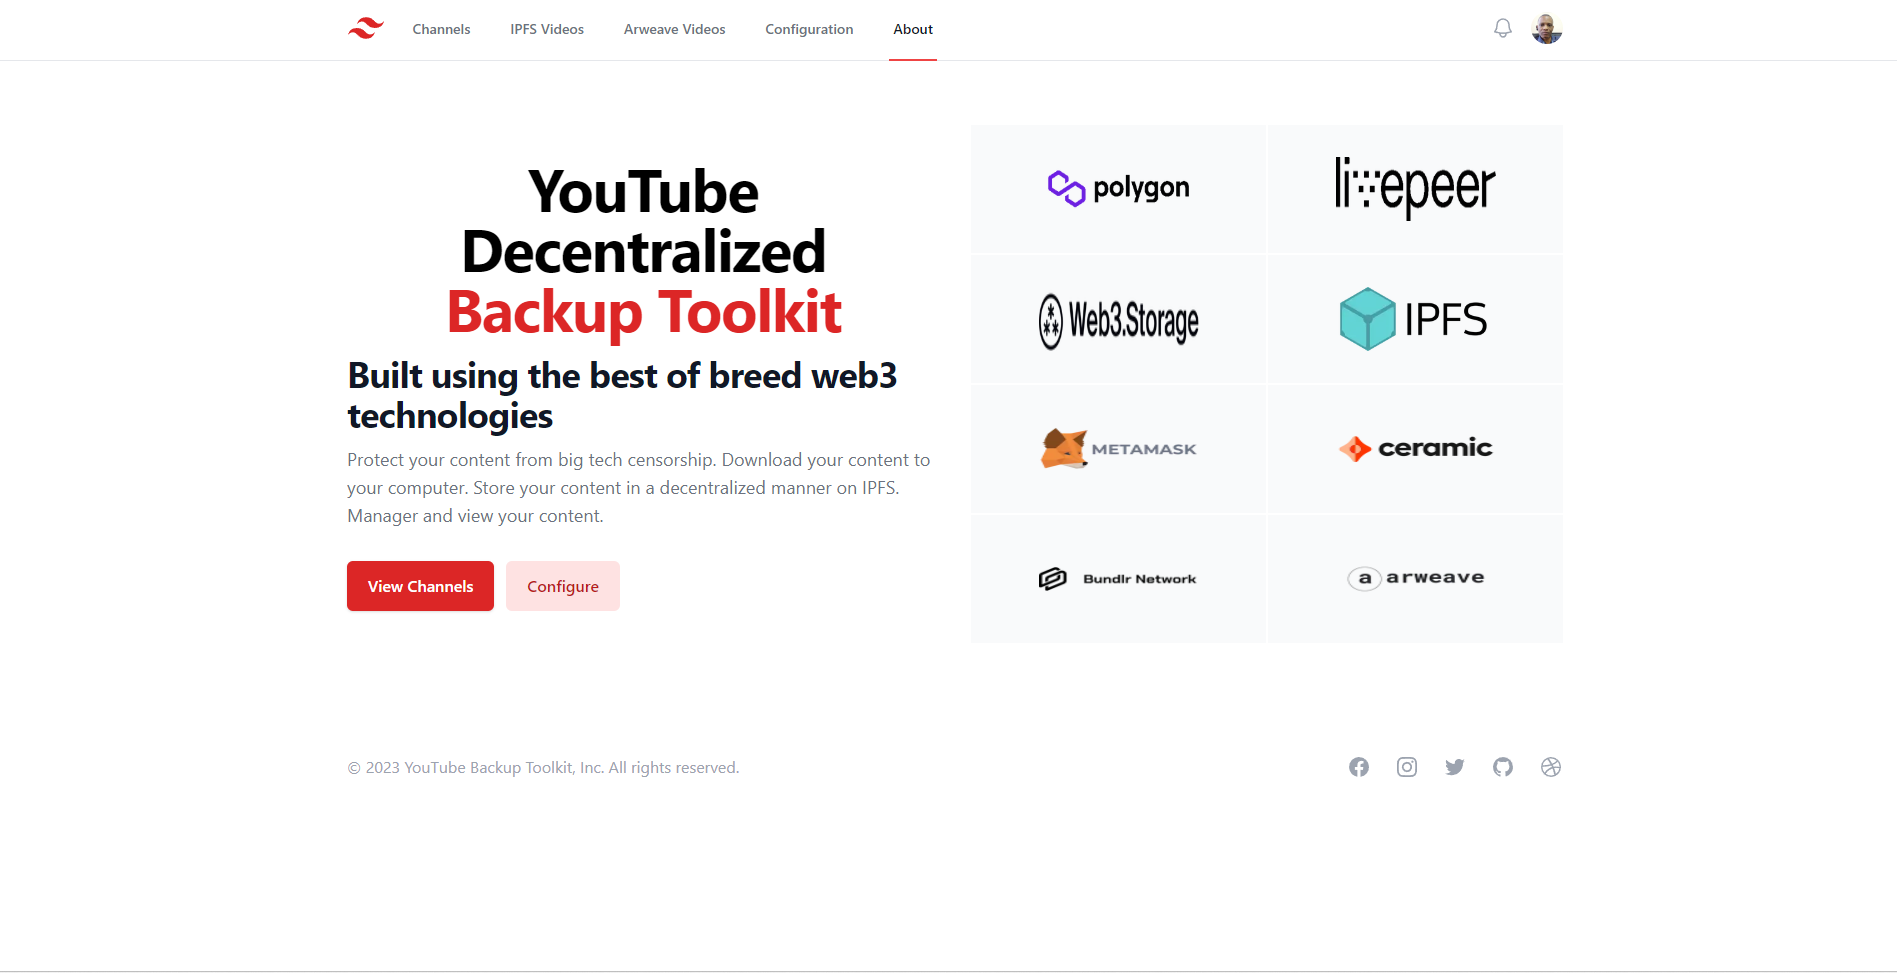 Channels IPFS Videos Arweave Videos Configuration About
YouTube
Decentralized
Backup Toolkit
Built using the best of breed web3
technologies
Protect your content from big tech censorship. Download your content to
your computer. Store your content in a decentralized manner on IPFS.
Manager and view your content.
View Channels Configure
polygon livepeer
Web3.Storage IPFS
METAMASK ceramic
Bundlr Network a arweave
© 2023 YouTube Backup Toolkit, Inc. All rights reserved.